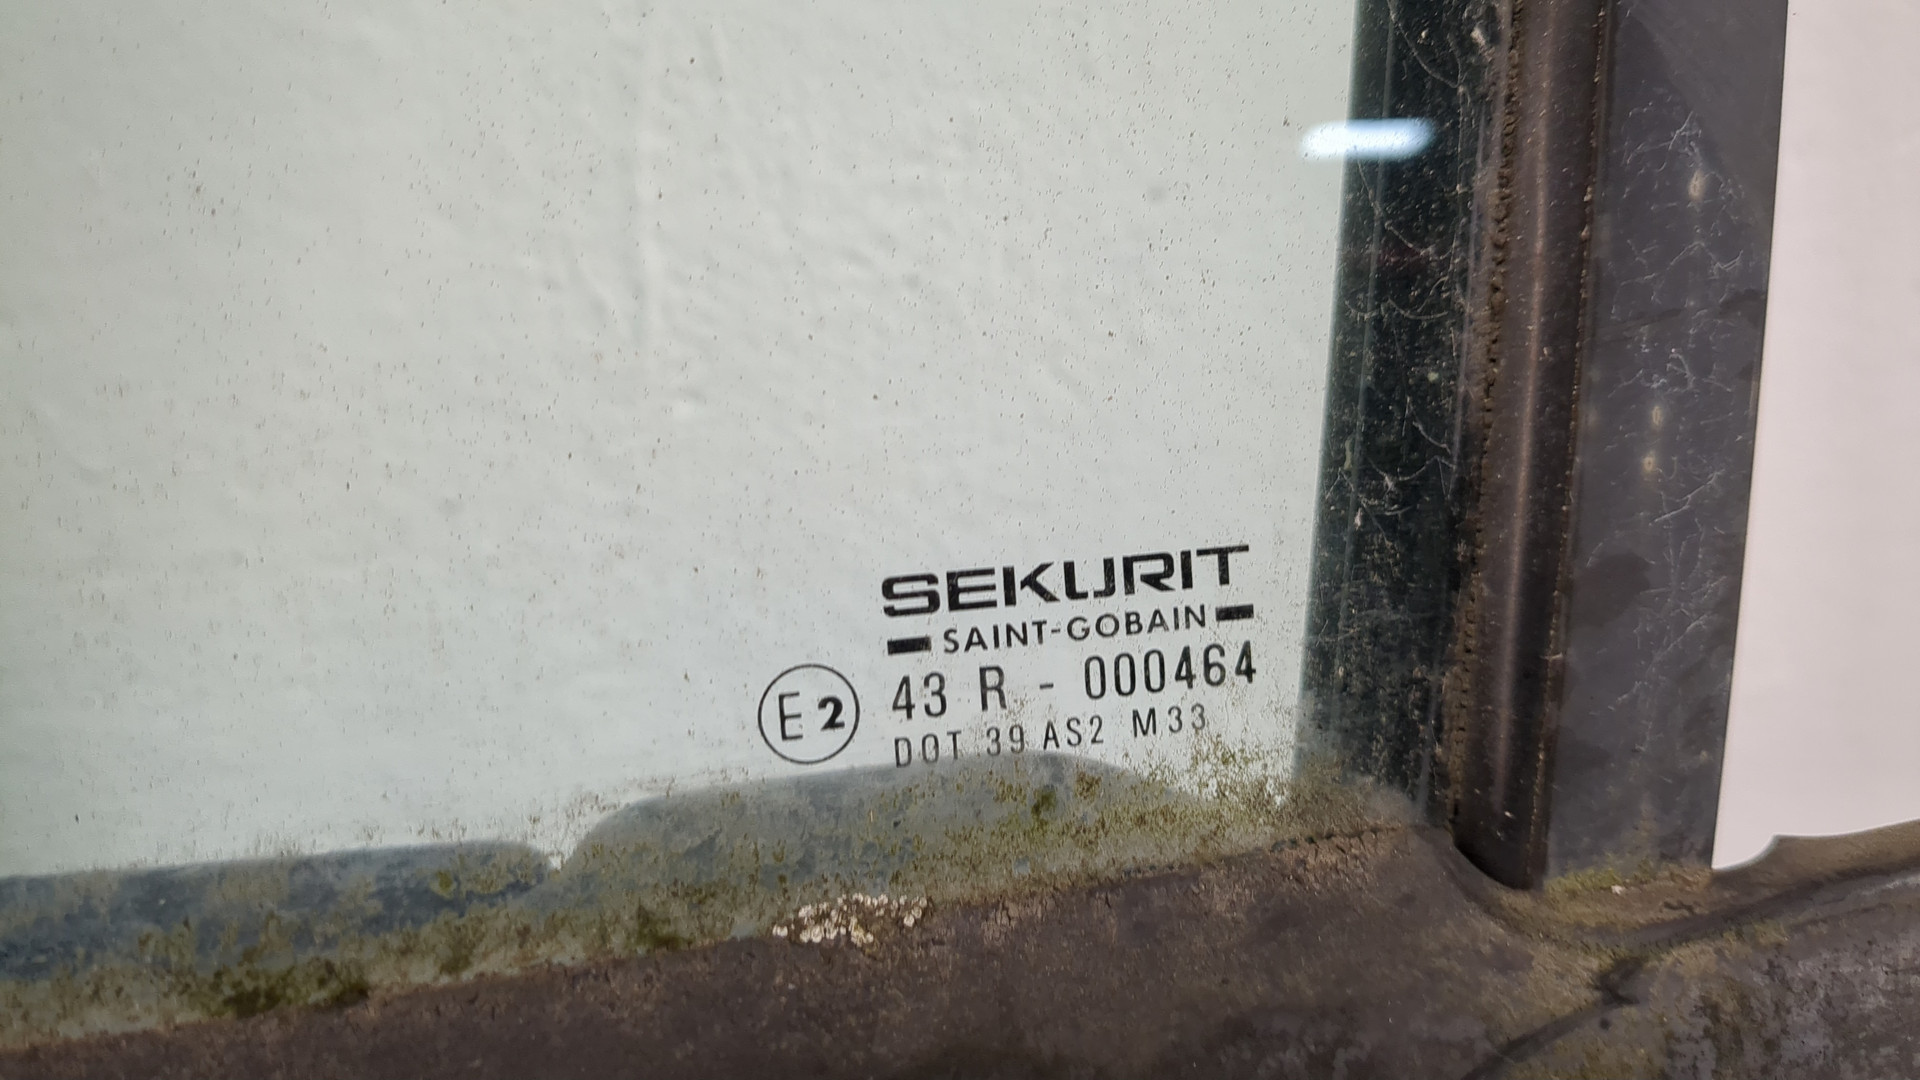 SEKURIT
SAINT-GOBAIN
E2 43 R - 000464
DOT 39 AS2 M33